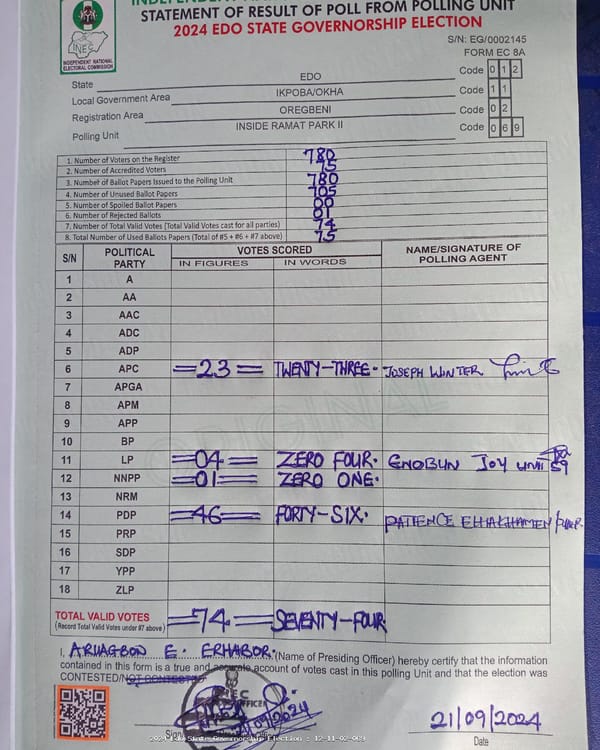 STATEMENT OF RESULT OF POLL FROM POLLING UNIT
2024 EDO STATE GOVERNORSHIP ELECTION
INEC
INDEPENDENT NATIONAL
ELECTORAL COMMISSION
S/N: EG/0002145
FORM EC 8A
State EDO Code 0 1 2
Local Government Area IKPOBA/OKHA Code 1 1
Registration Area OREGBENI Code 0 2
Polling Unit INSIDE RAMAT PARK II Code 0 6 9
1. Number of Voters on the Register 780
2. Number of Accredited Voters 75
3. Number of Ballot Papers Issued to the Polling Unit 780
4. Number of Unused Ballot Papers 705
5. Number of Spoiled Ballot Papers 00
6. Number of Rejected Ballots 01
7. Number of Total Valid Votes (Total Valid Votes cast for all parties) 74
8. Total Number of Used Ballots Papers (Total of #5 + #6 + #7 above) 75
S/N POLITICAL PARTY VOTES SCORED NAME/SIGNATURE OF POLLING AGENT
IN FIGURES IN WORDS
1 A
2 AA
3 AAC
4 ADC
5 ADP
6 APC =23= TWENTY-THREE. JOSEPH WINTER
7 APGA
8 APM
9 APP
10 BP
11 LP =04= ZERO FOUR. ENOBUN JOY
12 NNPP =01= ZERO ONE.
13 NRM
14 PDP =46= FORTY-SIX. PATIENCE
15 PRP
16 SDP
17 YPP
18 ZLP
TOTAL VALID VOTES =74= SEVENTY-FOUR
(Record Total Valid Votes under #7 above)
ORIGINAL
I, ARUAGBON E. ERHABOR. (Name of Presiding Officer) hereby certify that the information
contained in this form is a true and accurate account of votes cast in this polling Unit and that the election was
CONTESTED/NOT CONTESTED
INEC
21/09/2024
21/09/2024
Date
2024 Edo State Governorship Election : 12-11-02-069